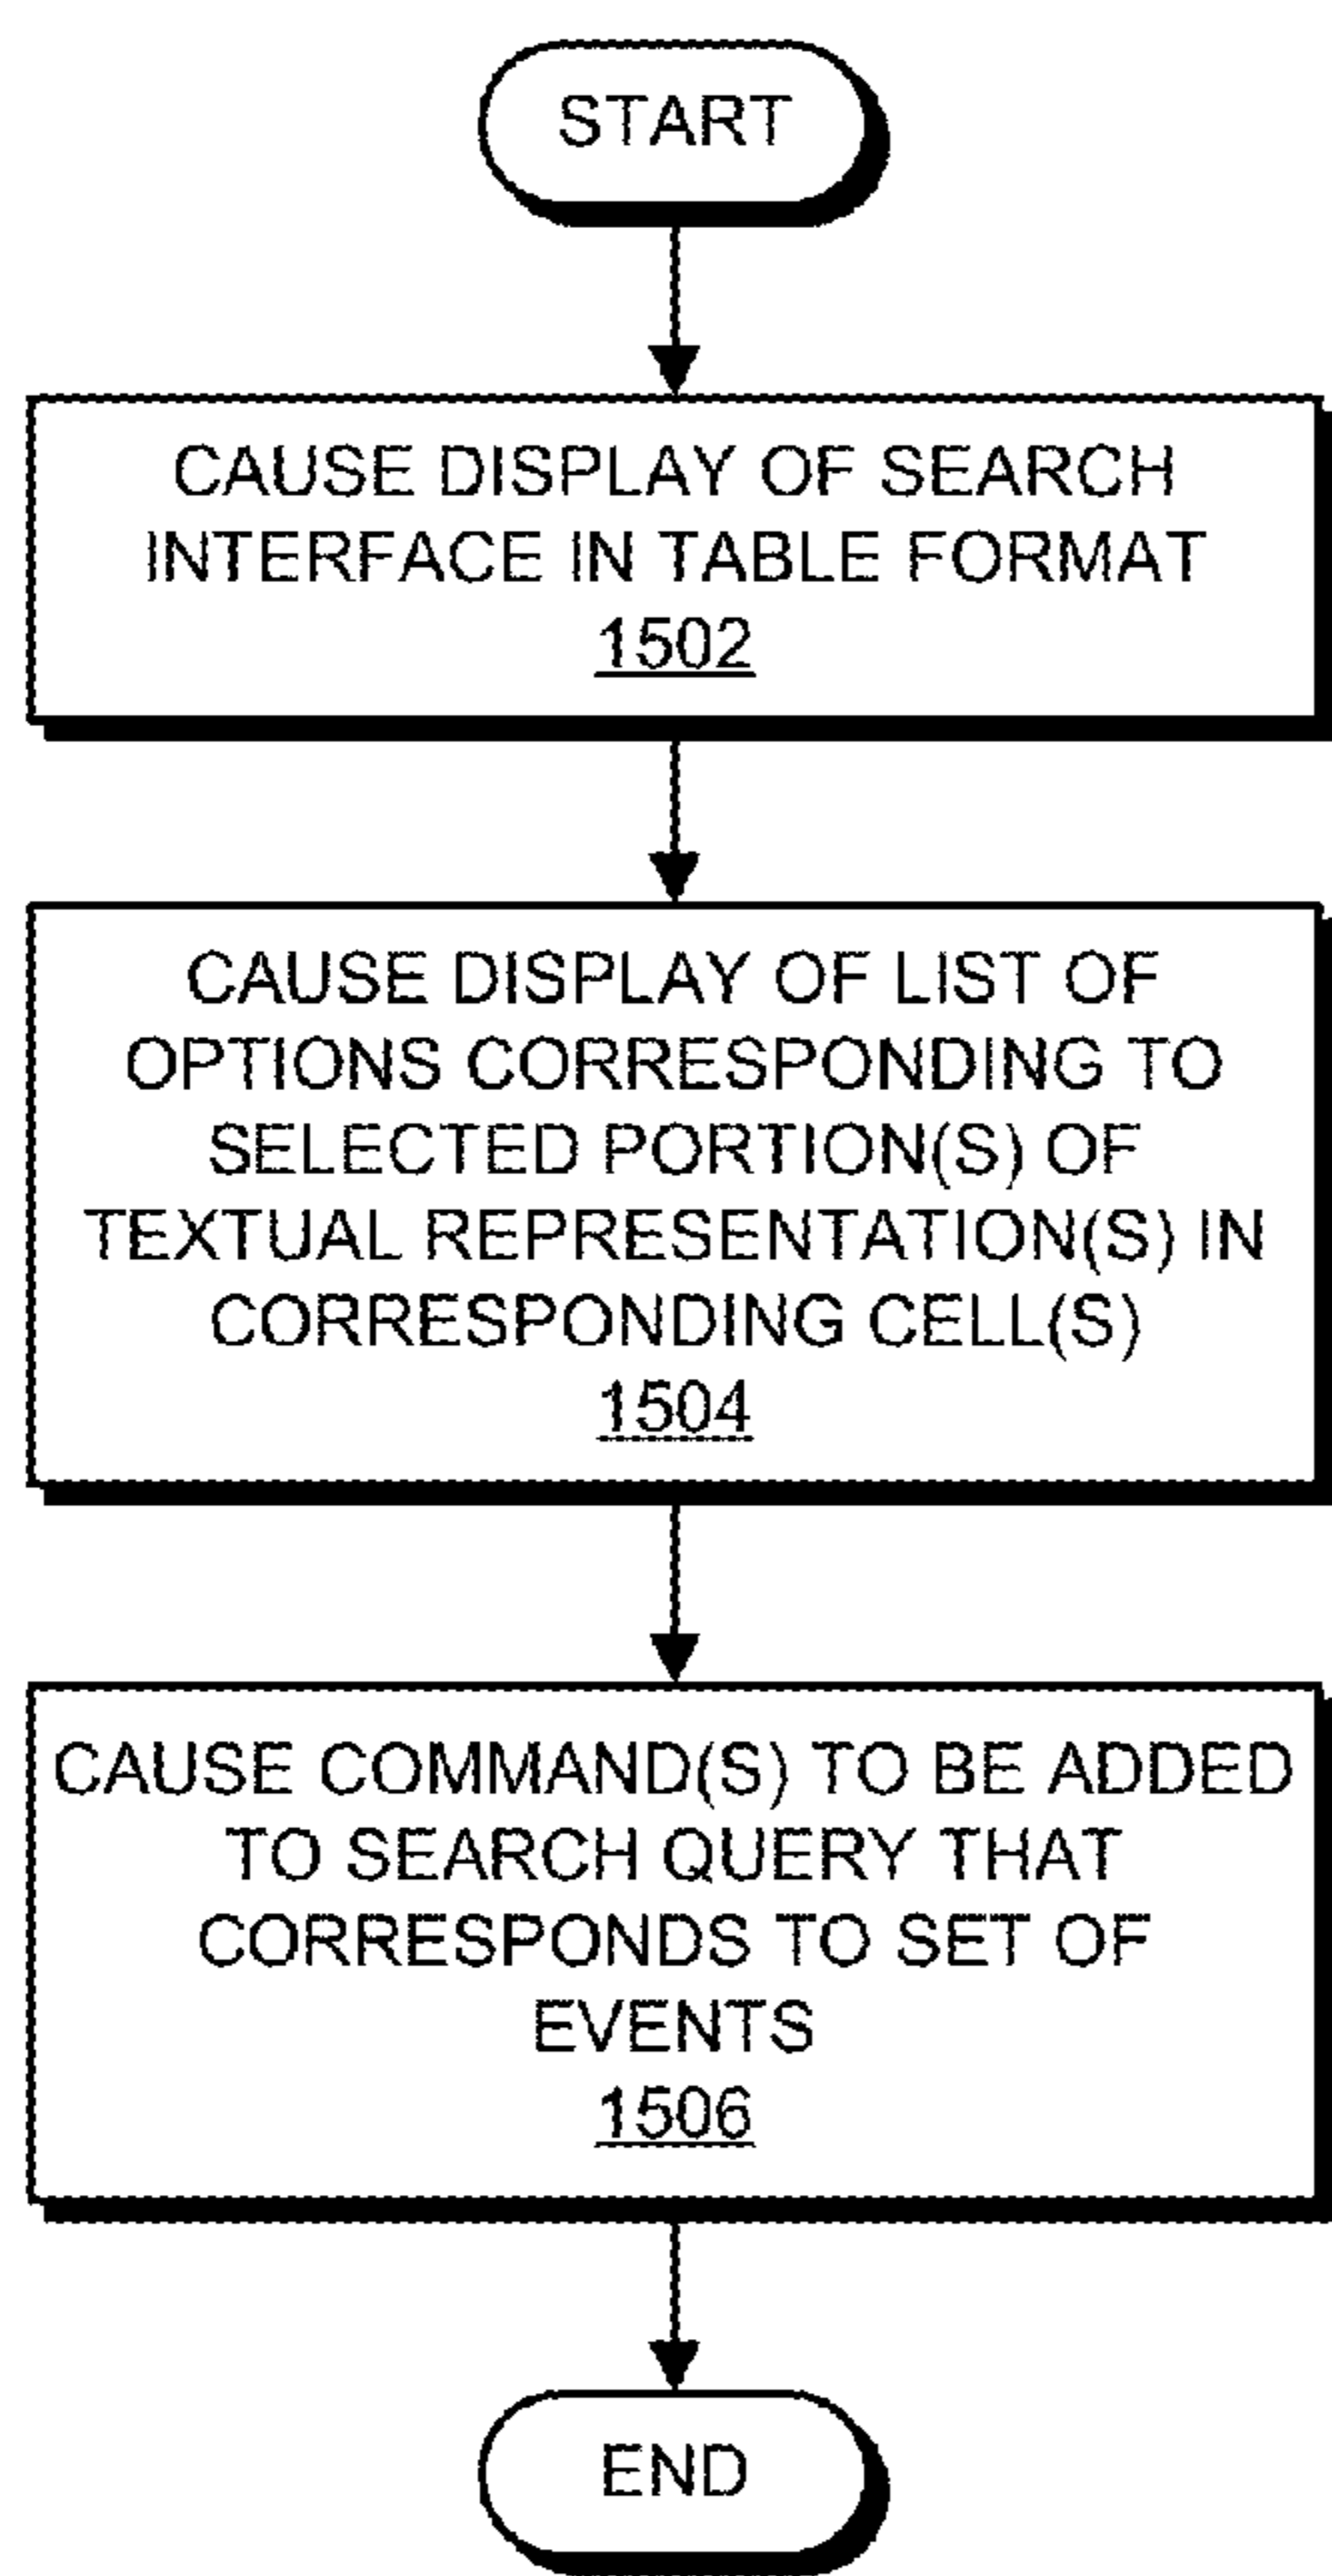 START
CAUSE DISPLAY OF SEARCH
INTERFACE IN TABLE FORMAT
1502
CAUSE DISPLAY OF LIST OF
OPTIONS CORRESPONDING TO
SELECTED PORTION(S) OF
TEXTUAL REPRESENTATION(S) IN
CORRESPONDING CELL(S)
1504
CAUSE COMMAND(S) TO BE ADDED
TO SEARCH QUERY THAT
CORRESPONDS TO SET OF
EVENTS
1506
END